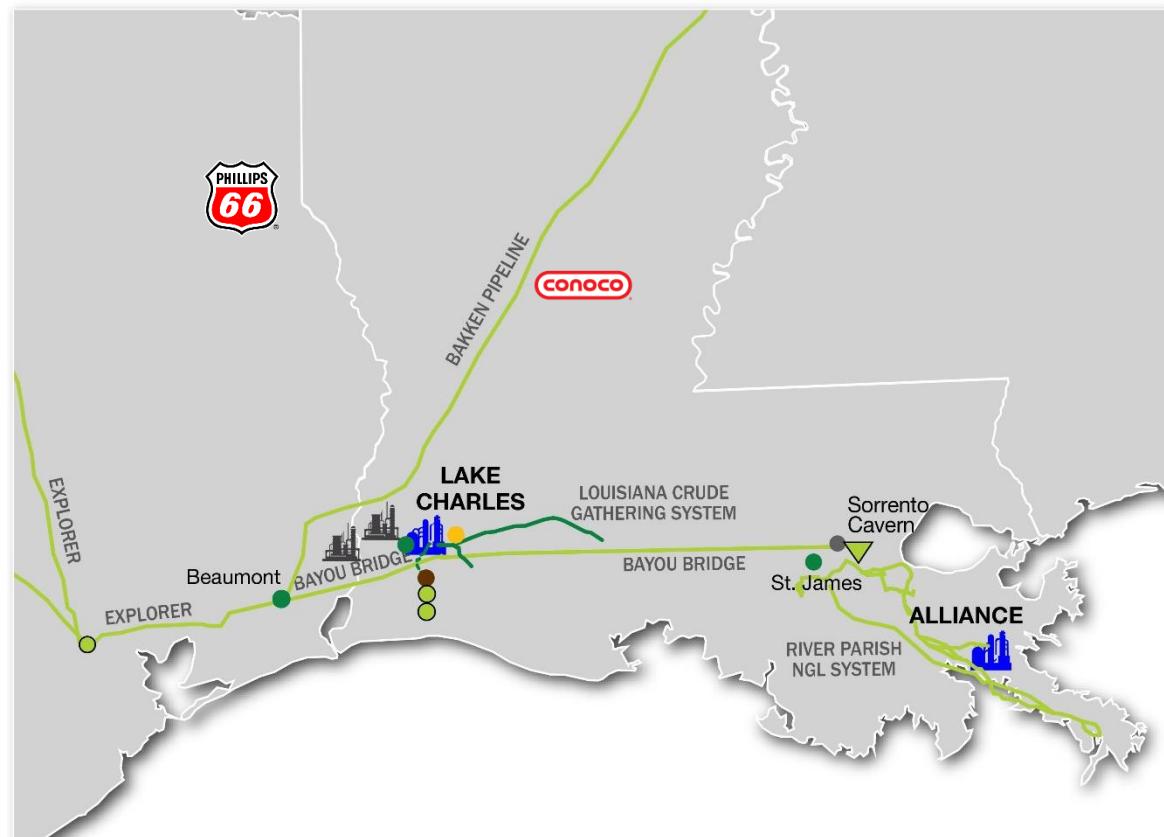 PHILLIPS
66
®
BAKKEN PIPELINE
conoco
®
EXPLORER
LAKE
CHARLES
LOUISIANA CRUDE
GATHERING SYSTEM
Sorrento
Cavern
BAYOU BRIDGE
BAYOU BRIDGE
Beaumont
St. James
EXPLORER
ALLIANCE
RIVER PARISH
NGL SYSTEM